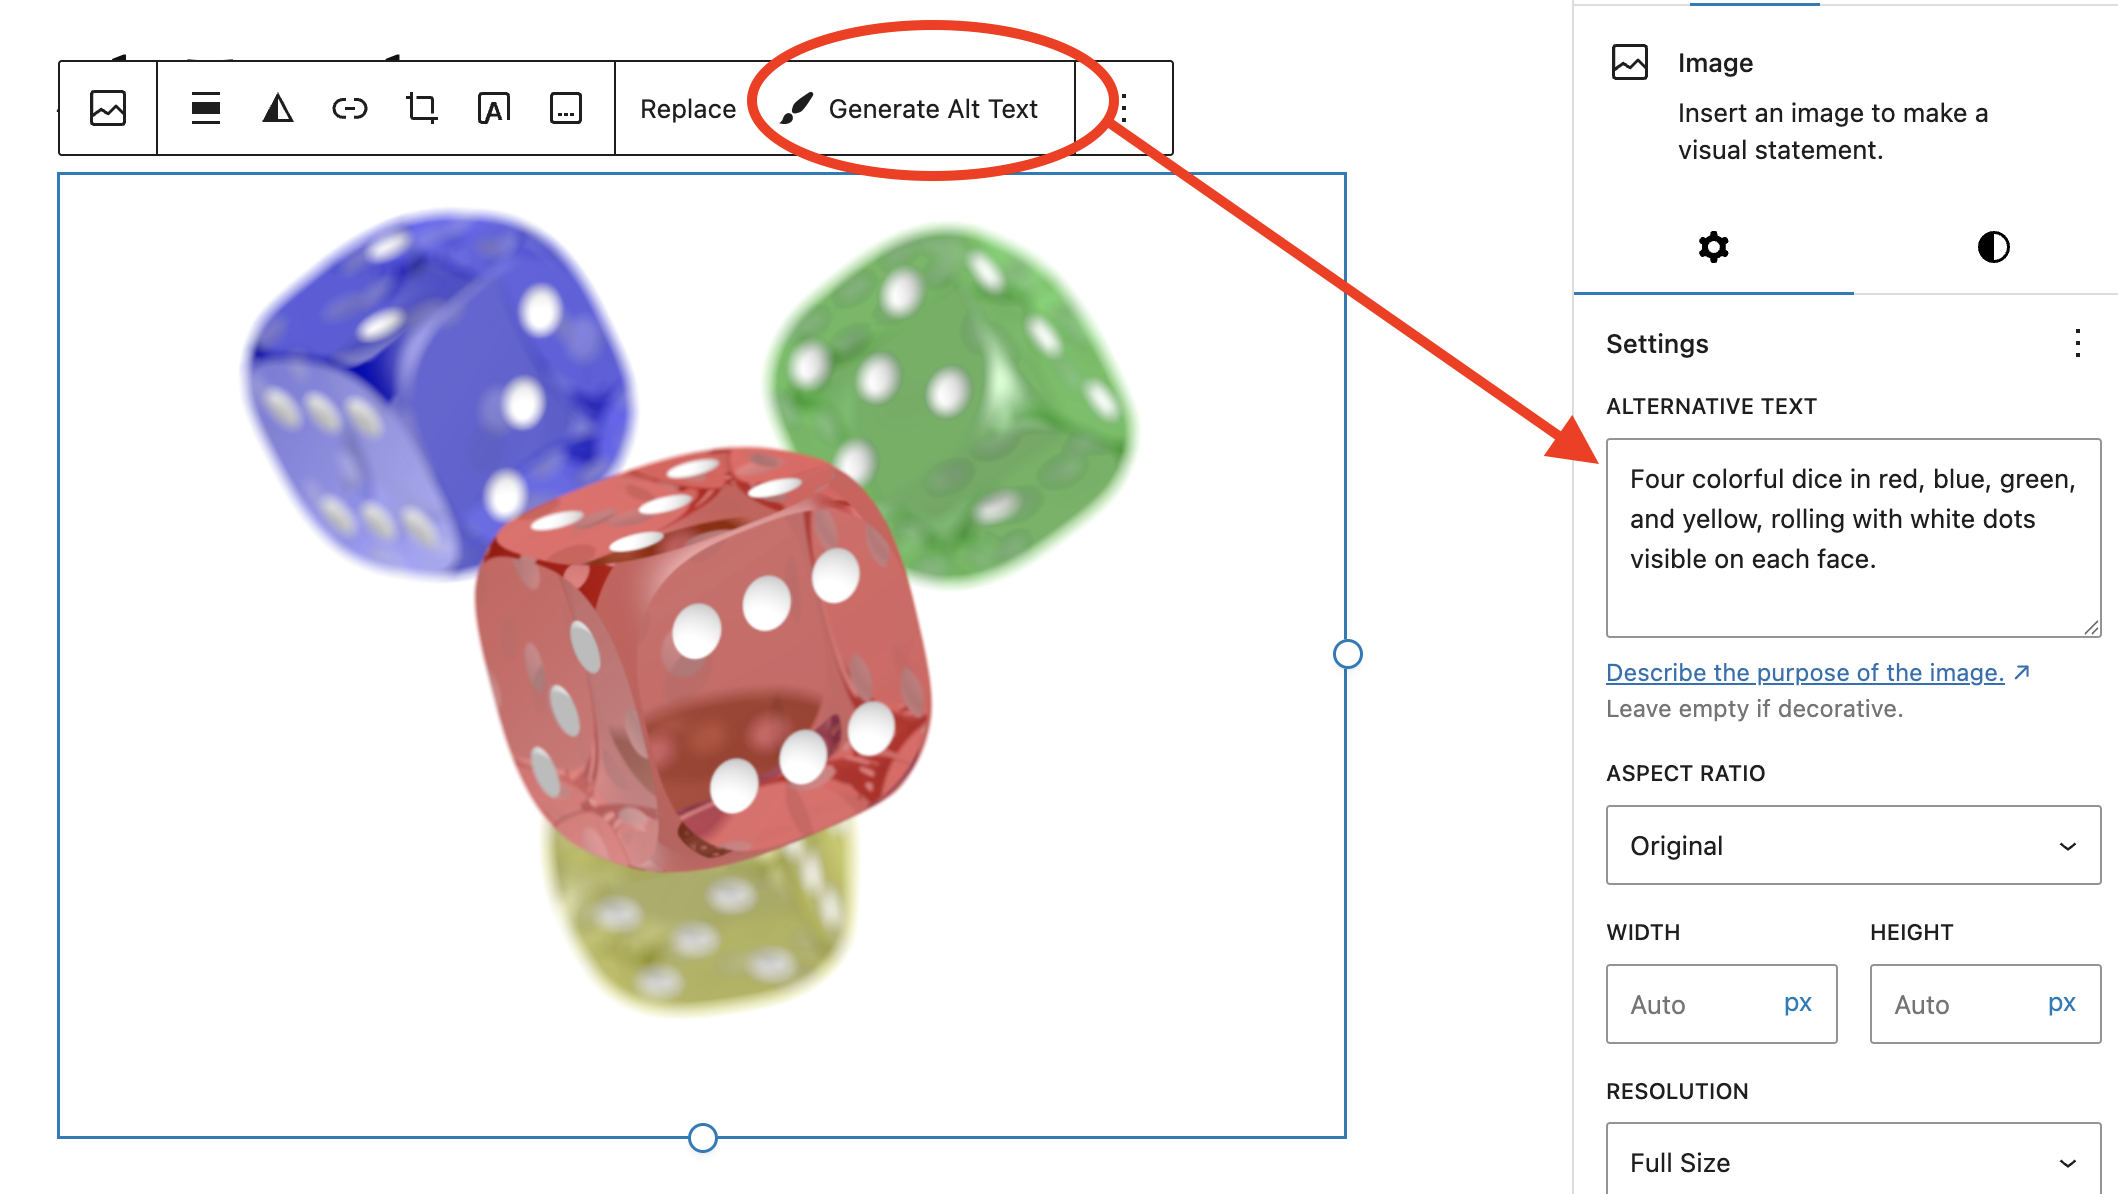 Replace
Generate Alt Text
Image
Insert an image to make a
visual statement.
Settings
ALTERNATIVE TEXT
Four colorful dice in red, blue, green,
and yellow, rolling with white dots
visible on each face.
Describe the purpose of the image. ↗
Leave empty if decorative.
ASPECT RATIO
Original
WIDTH
HEIGHT
Auto px
Auto px
RESOLUTION
Full Size